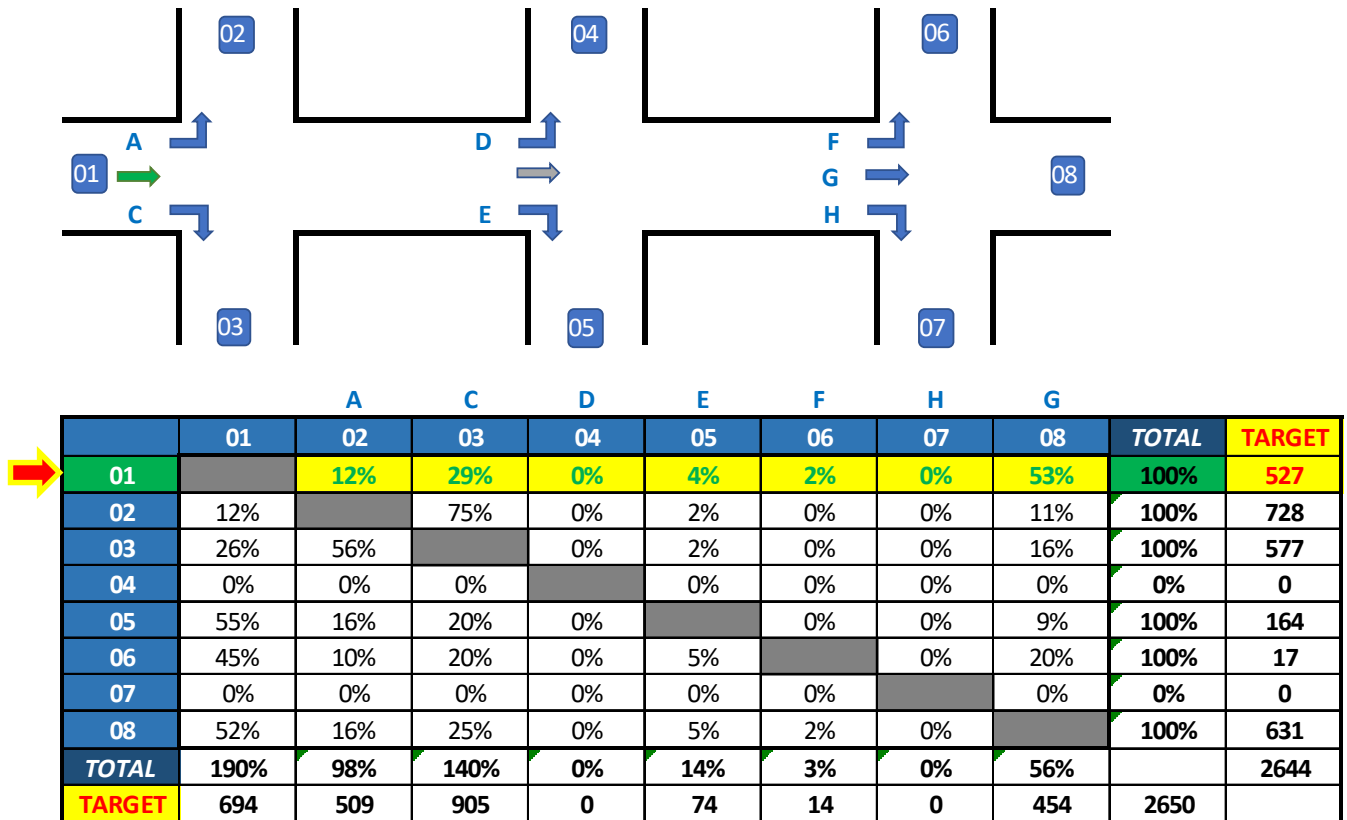 02 04 06
A D F
01 G 08
C E H
03 05 07
A C D E F H G
01 02 03 04 05 06 07 08 TOTAL TARGET
01 12% 29% 0% 4% 2% 0% 53% 100% 527
02 12% 75% 0% 2% 0% 0% 11% 100% 728
03 26% 56% 0% 2% 0% 0% 16% 100% 577
04 0% 0% 0% 0% 0% 0% 0% 0% 0
05 55% 16% 20% 0% 0% 0% 9% 100% 164
06 45% 10% 20% 0% 5% 0% 20% 100% 17
07 0% 0% 0% 0% 0% 0% 0% 0% 0
08 52% 16% 25% 0% 5% 2% 0% 100% 631
TOTAL 190% 98% 140% 0% 14% 3% 0% 56% 2644
TARGET 694 509 905 0 74 14 0 454 2650